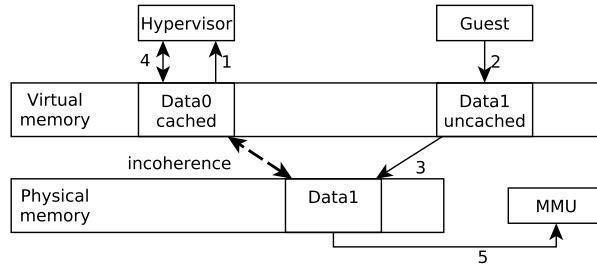 Hypervisor
Guest
4
1
2
Virtual
memory
Data0
cached
Data1
uncached
incoherence
3
Physical
memory
Data1
MMU
5